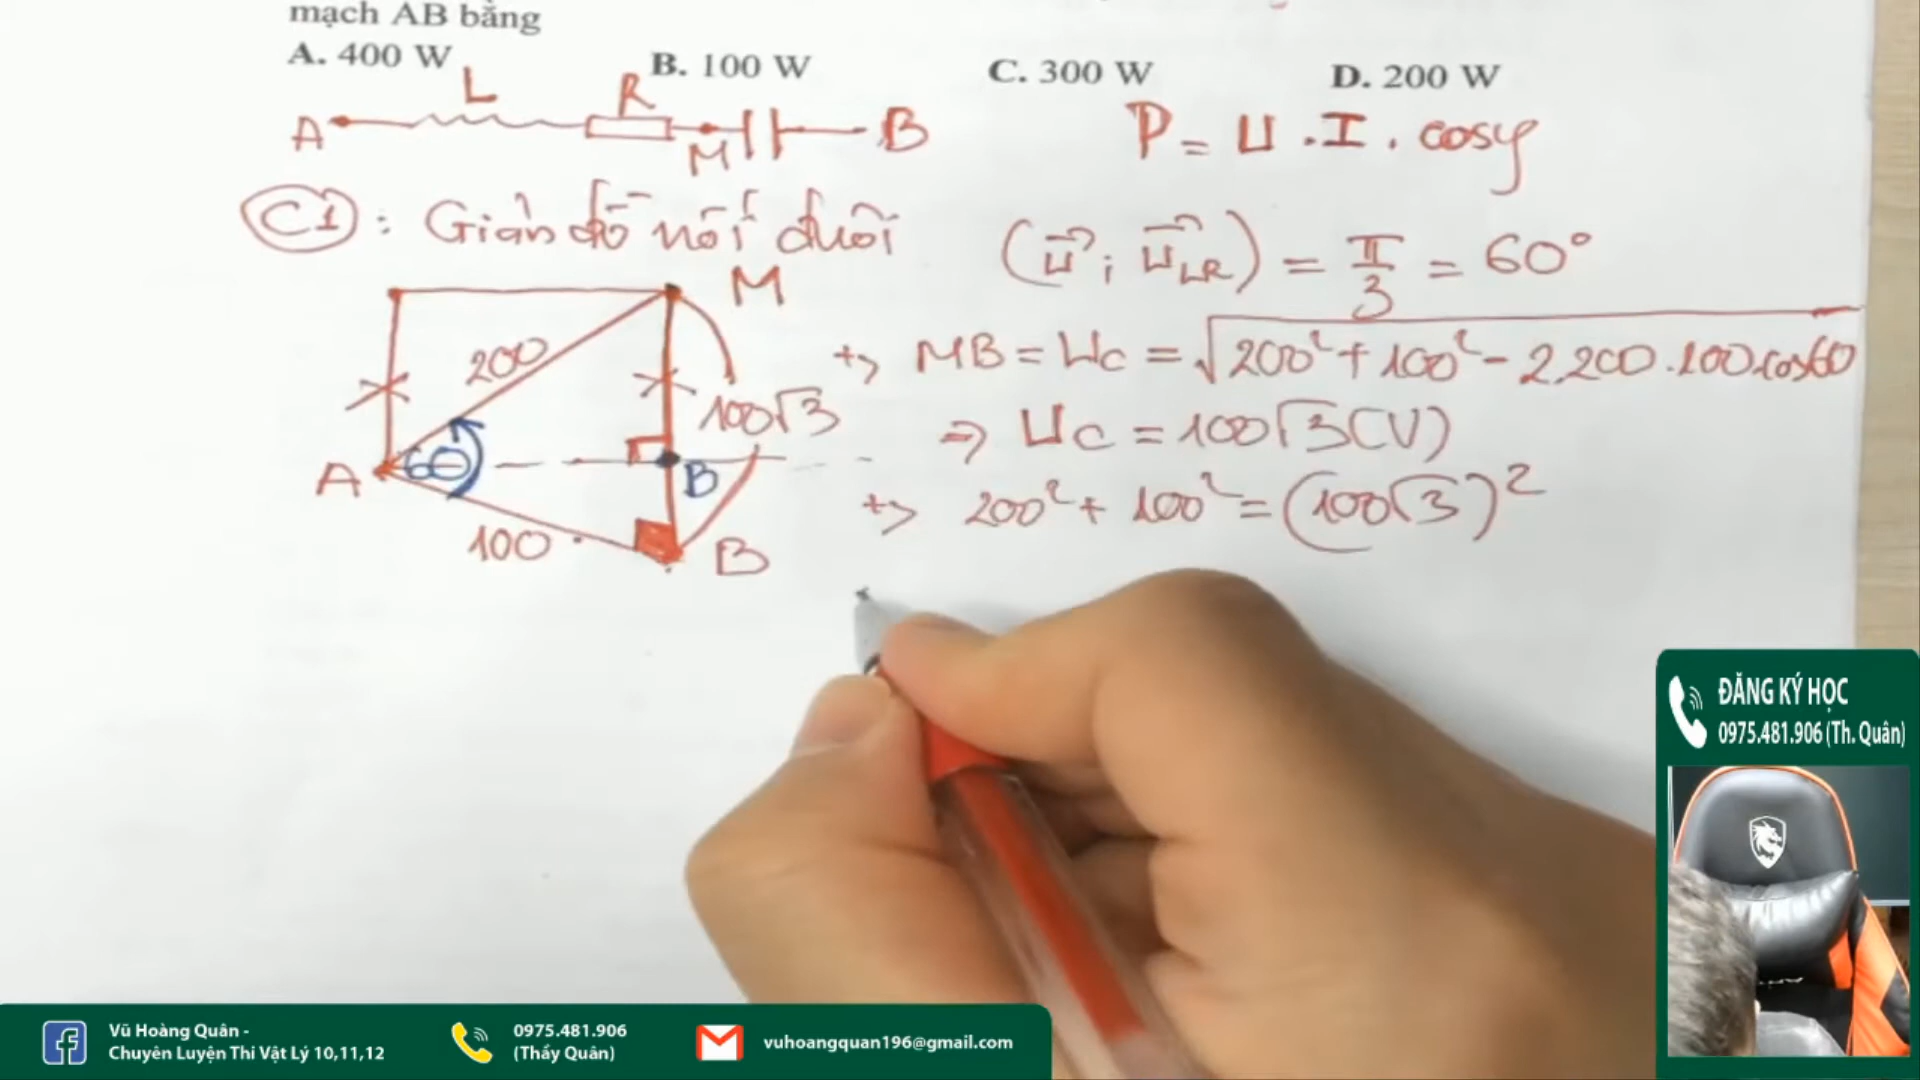 mạch AB bằng
A. 400 W B. 100 W C. 300 W D. 200 W
L R
A M B
P = U . I . cosφ
C1 : Giản đồ nối đuôi
(U⃗ ; U⃗LR) = π/3 = 60°
M
200
+> MB = Uc = √200² + 100² - 2.200.100.cos60
100√3
=> Uc = 100√3 (V)
A 60 B
+> 200² + 100² = (100√3)²
100 B
ĐĂNG KÝ HỌC
0975.481.906 (Th. Quân)
Vũ Hoàng Quân -
Chuyên Luyện Thi Vật Lý 10,11,12
0975.481.906
(Thầy Quân)
vuhoangquan196@gmail.com